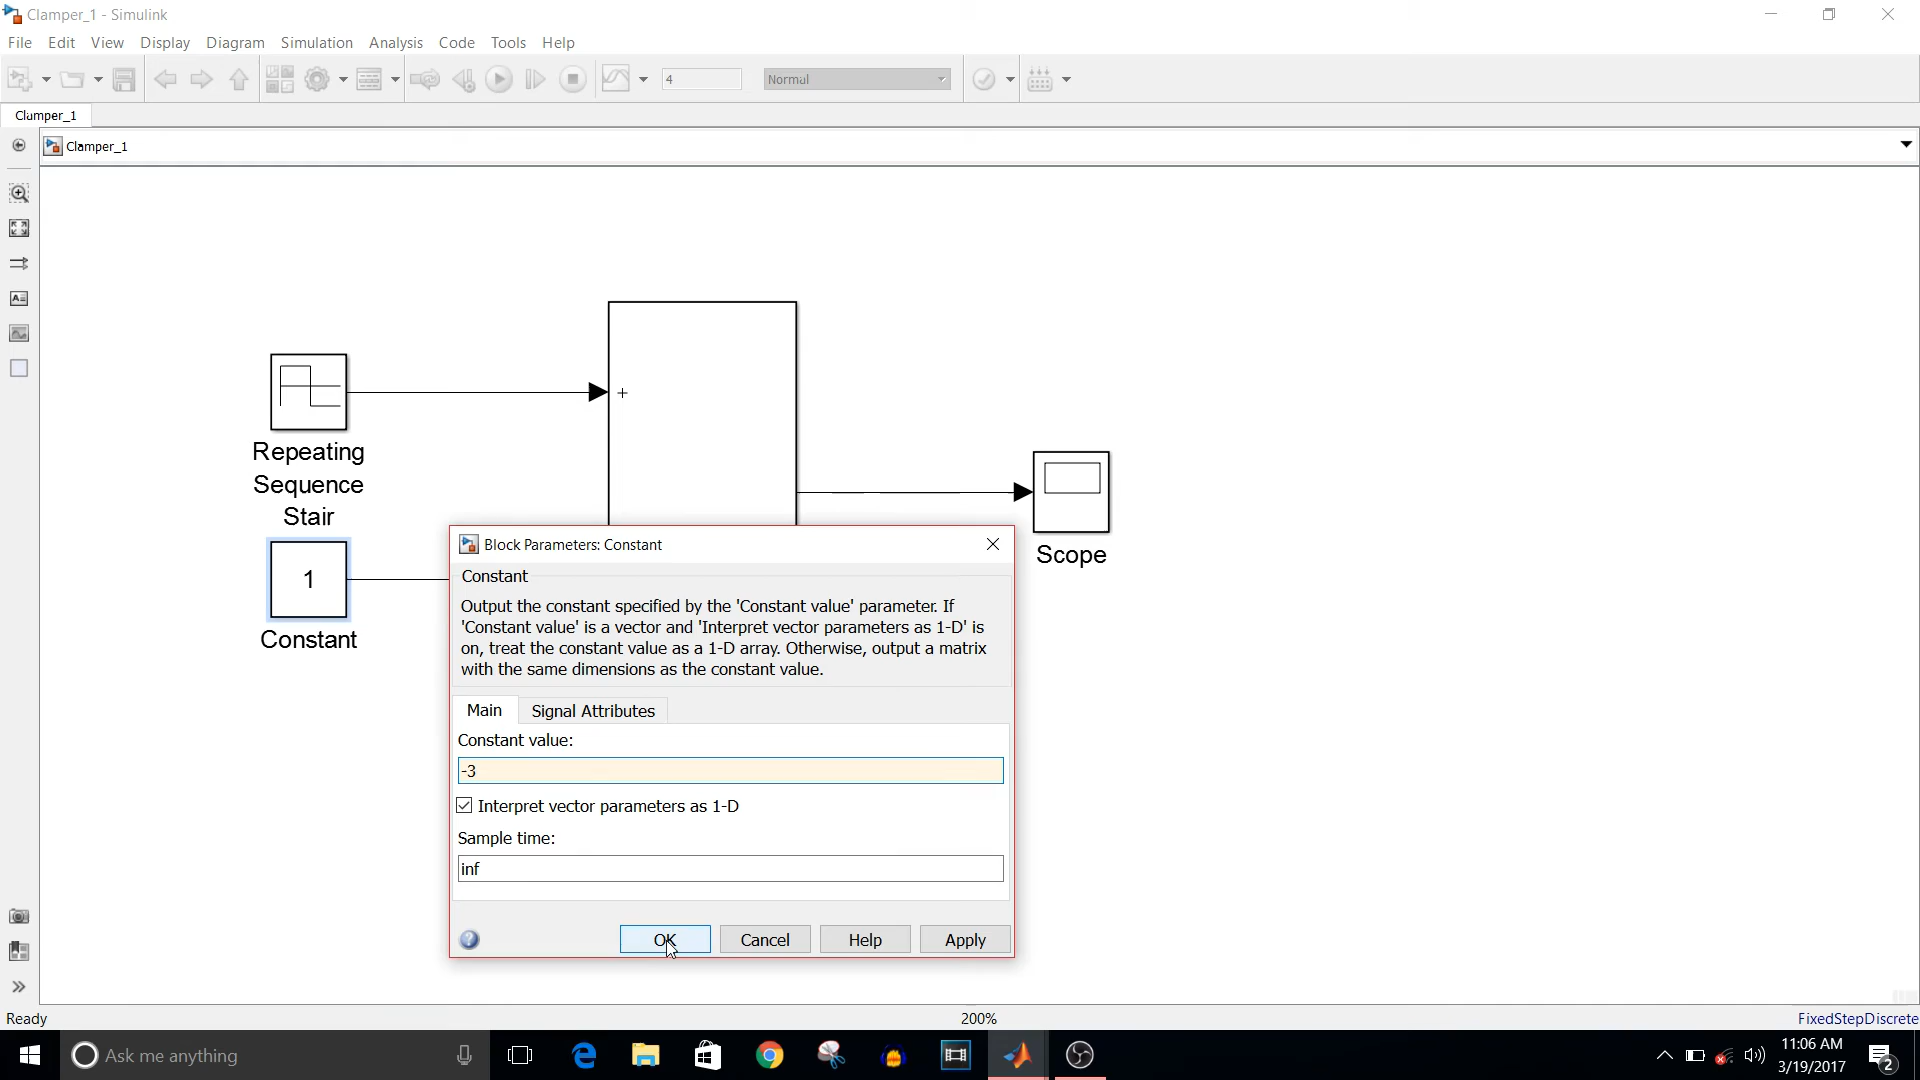 Clamper_1 - Simulink
File Edit View Display Diagram Simulation Analysis Code Tools Help
4 Normal
Clamper_1
Clamper_1
+
Repeating
Sequence
Stair
1
Constant
Scope
Block Parameters: Constant
Constant
Output the constant specified by the 'Constant value' parameter. If
'Constant value' is a vector and 'Interpret vector parameters as 1-D' is
on, treat the constant value as a 1-D array. Otherwise, output a matrix
with the same dimensions as the constant value.
Main Signal Attributes
Constant value:
-3
Interpret vector parameters as 1-D
Sample time:
inf
OK Cancel Help Apply
Ready 200% FixedStepDiscrete
Ask me anything
11:06 AM
3/19/2017
2